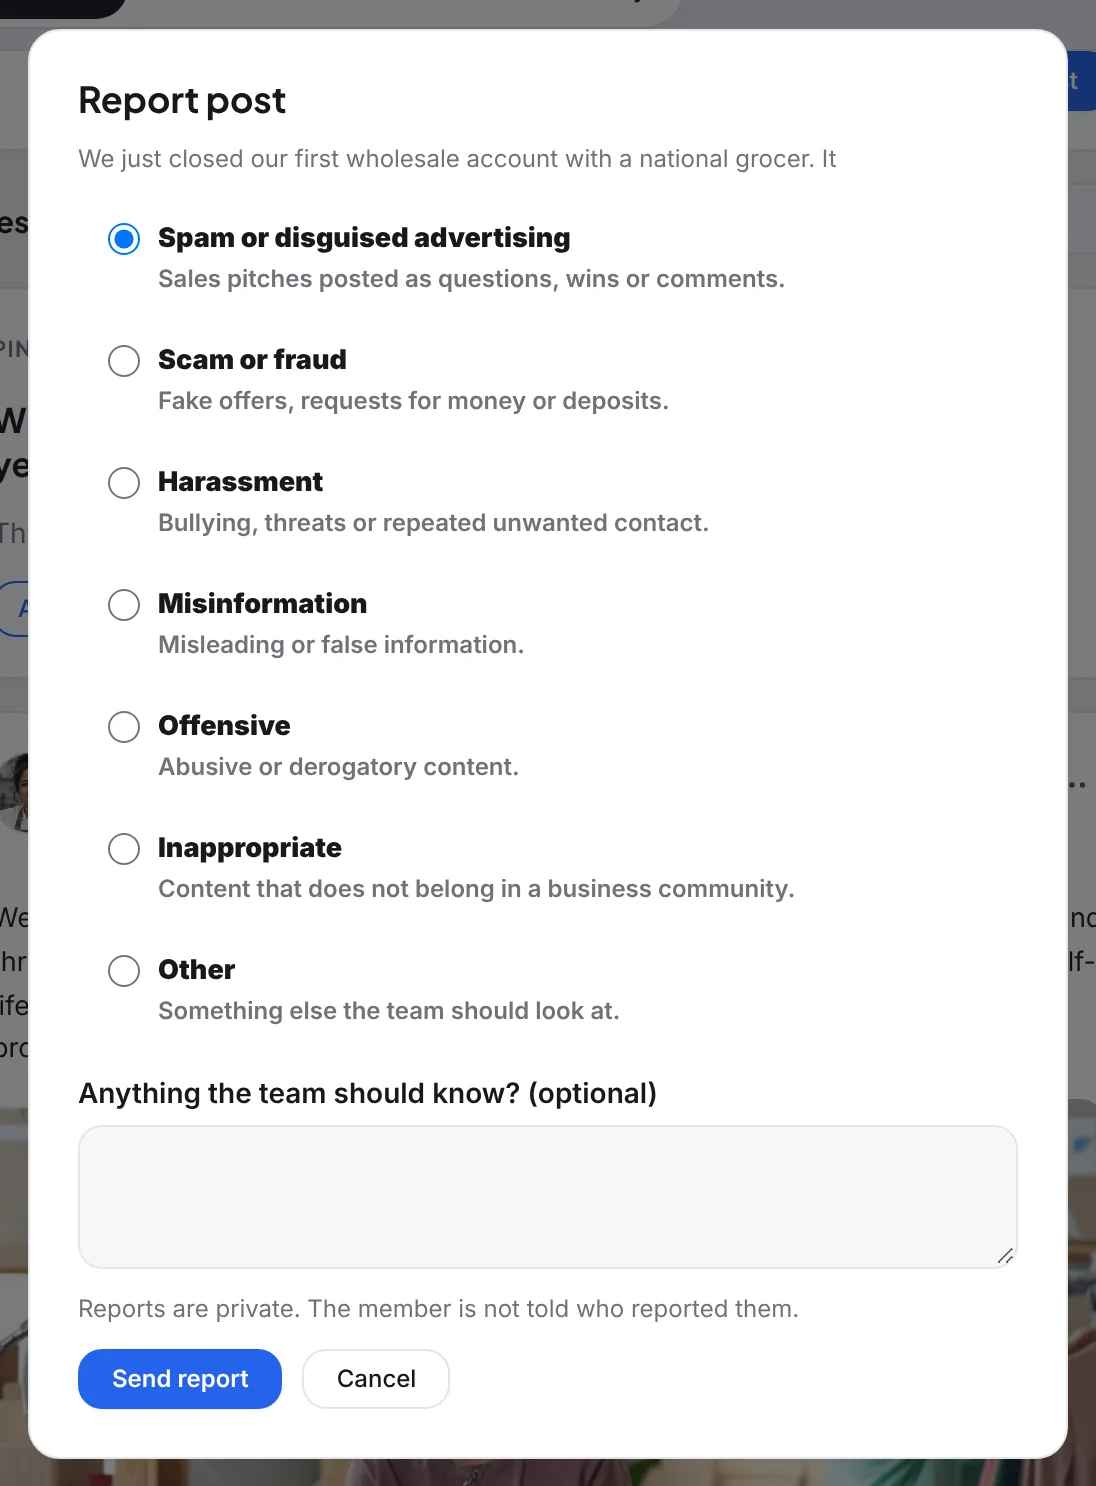 Report post
We just closed our first wholesale account with a national grocer. It
Spam or disguised advertising
Sales pitches posted as questions, wins or comments.
Scam or fraud
Fake offers, requests for money or deposits.
Harassment
Bullying, threats or repeated unwanted contact.
Misinformation
Misleading or false information.
Offensive
Abusive or derogatory content.
Inappropriate
Content that does not belong in a business community.
Other
Something else the team should look at.
Anything the team should know? (optional)
Reports are private. The member is not told who reported them.
Send report
Cancel